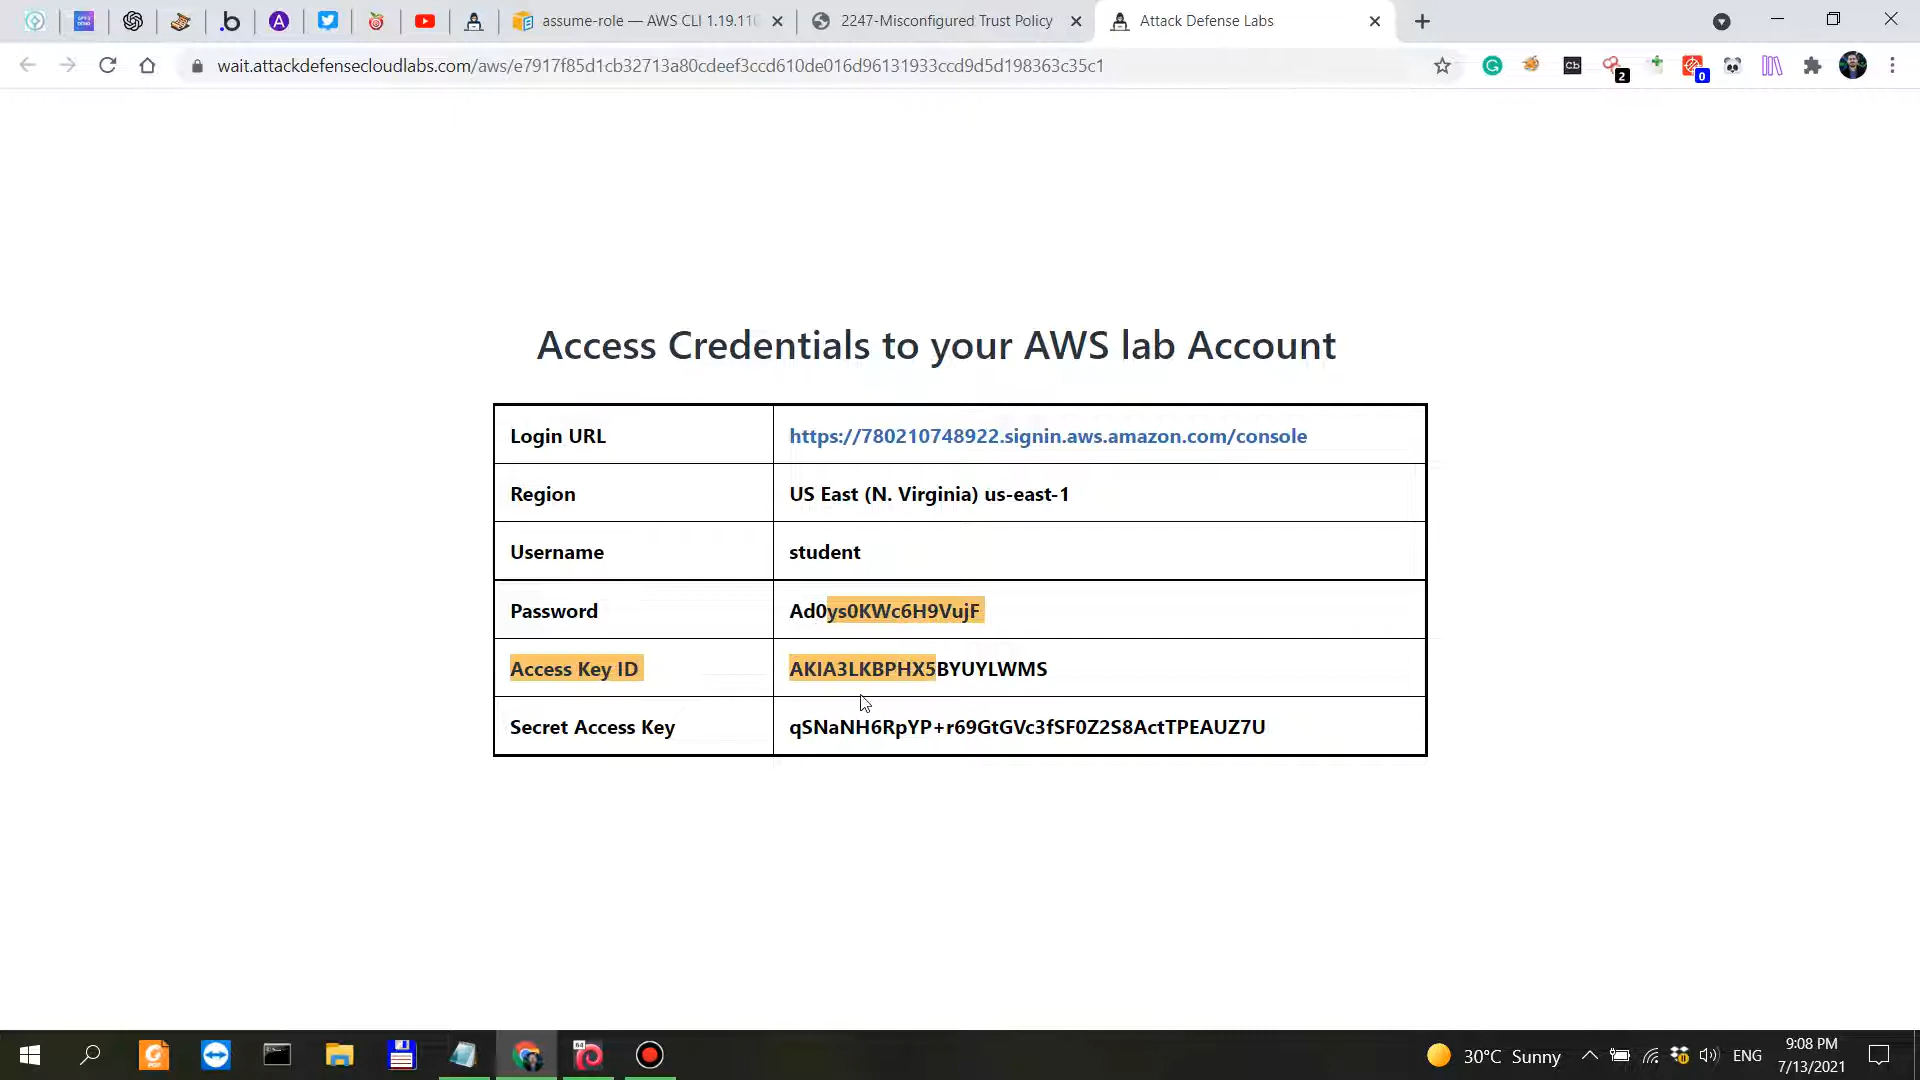 assume-role — AWS CLI 1.19.110
2247-Misconfigured Trust Policy
Attack Defense Labs
wait.attackdefensecloudlabs.com/aws/e7917f85d1cb32713a80cdeef3ccd610de016d96131933ccd9d5d198363c35c1
2
0
Access Credentials to your AWS lab Account
Login URL https://780210748922.signin.aws.amazon.com/console
Region US East (N. Virginia) us-east-1
Username student
Password Ad0ys0KWc6H9VujF
Access Key ID AKIA3LKBPHX5BYUYLWMS
Secret Access Key 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
30°C Sunny
ENG
9:08 PM
7/13/2021